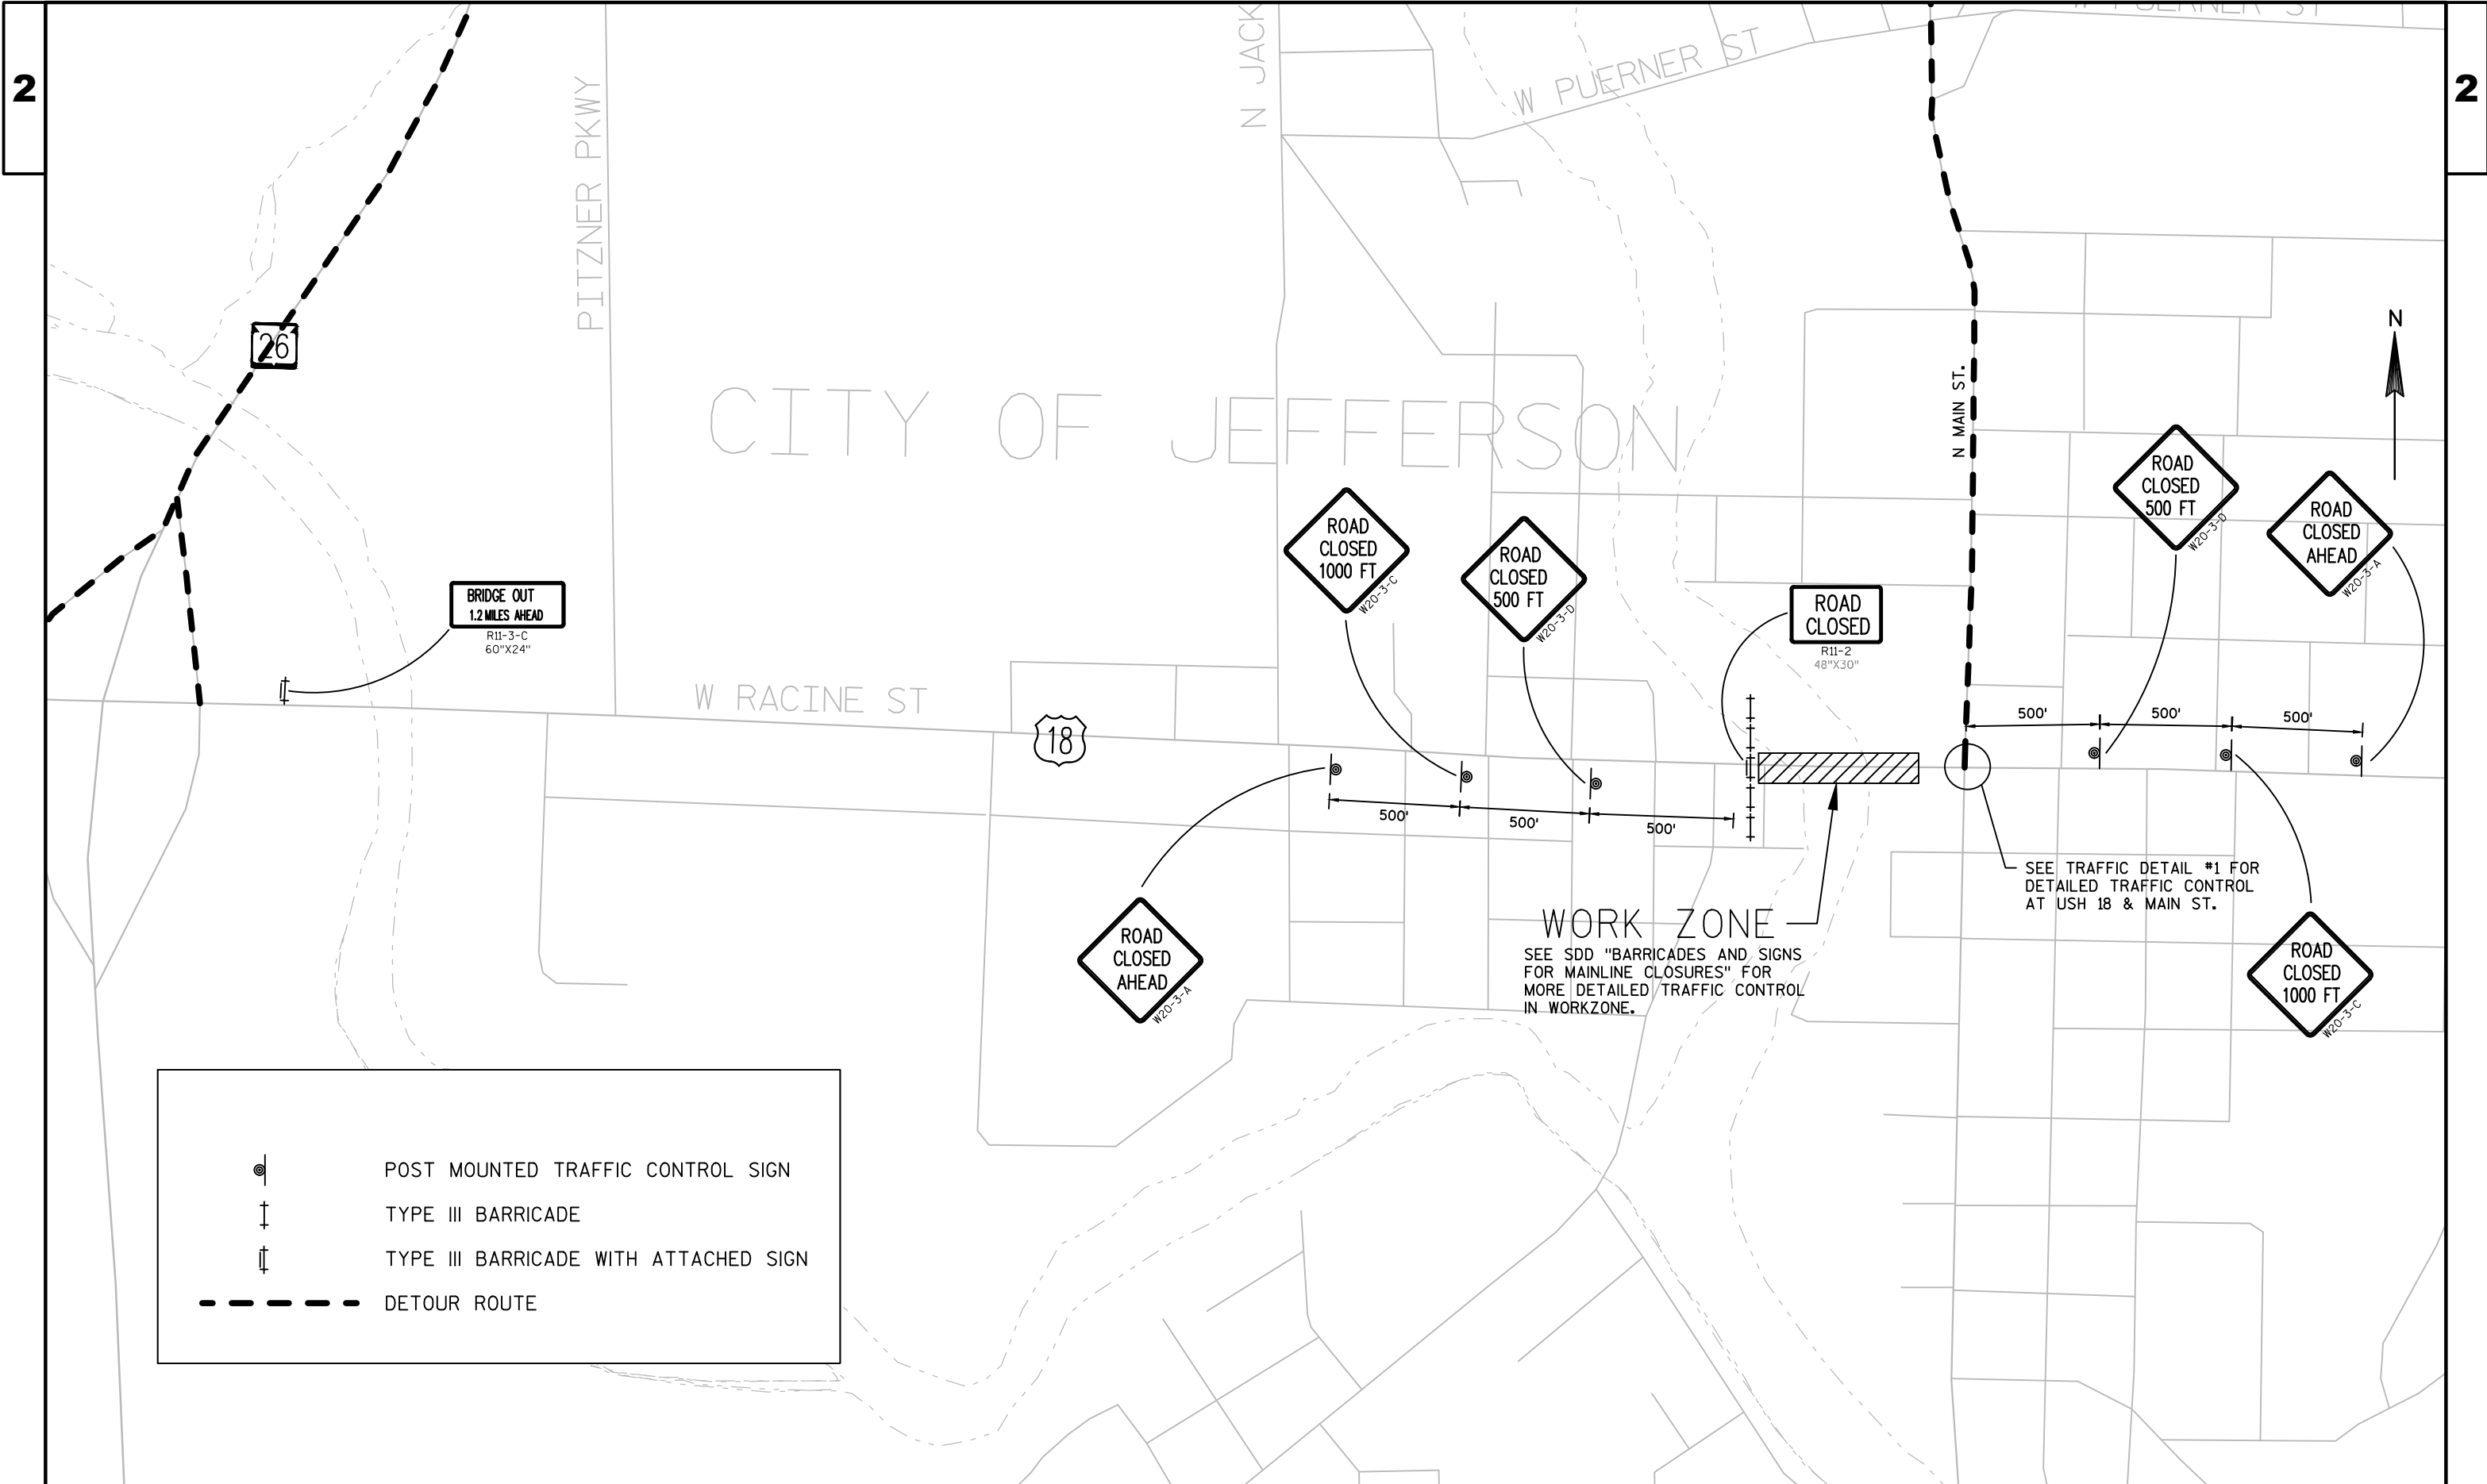 2
2
W PUERNER ST
N JACK
W PUERNER ST
PITZNER PKWY
26
N
N MAIN ST.
CITY OF JEFFERSON
ROAD
CLOSED
500 FT
W20-3-D
ROAD
CLOSED
AHEAD
W20-3-A
ROAD
CLOSED
1000 FT
W20-3-C
ROAD
CLOSED
500 FT
W20-3-D
BRIDGE OUT
1.2 MILES AHEAD
R11-3-C
60"X24"
ROAD
CLOSED
R11-2
48"X30"
W RACINE ST
18
500'
500'
500'
500'
500'
500'
SEE TRAFFIC DETAIL #1 FOR
DETAILED TRAFFIC CONTROL
AT USH 18 & MAIN ST.
WORK ZONE
SEE SDD "BARRICADES AND SIGNS
FOR MAINLINE CLOSURES" FOR
MORE DETAILED TRAFFIC CONTROL
IN WORKZONE.
ROAD
CLOSED
AHEAD
W20-3-A
ROAD
CLOSED
1000 FT
W20-3-C
POST MOUNTED TRAFFIC CONTROL SIGN
TYPE III BARRICADE
TYPE III BARRICADE WITH ATTACHED SIGN
DETOUR ROUTE